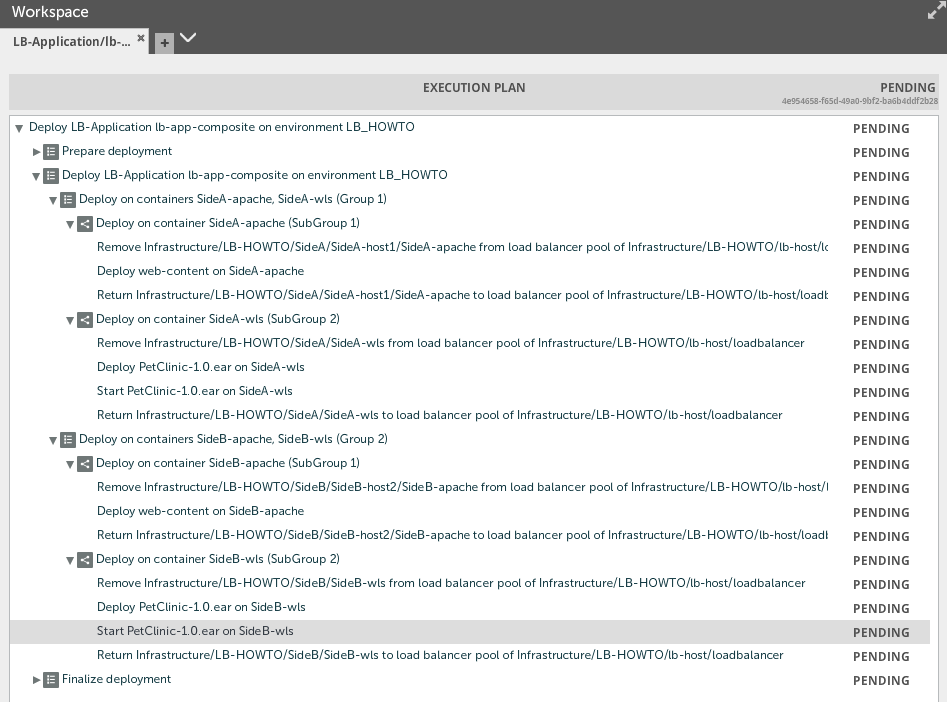 Workspace
LB-Application/lb-...
EXECUTION PLAN PENDING
4e954658-f65d-49a0-9bf2-ba6b4ddf2b28
Deploy LB-Application lb-app-composite on environment LB_HOWTO PENDING
Prepare deployment PENDING
Deploy LB-Application lb-app-composite on environment LB_HOWTO PENDING
Deploy on containers SideA-apache, SideA-wls (Group 1) PENDING
Deploy on container SideA-apache (SubGroup 1) PENDING
Remove Infrastructure/LB-HOWTO/SideA/SideA-host1/SideA-apache from load balancer pool of Infrastructure/LB-HOWTO/lb-host/lo PENDING
Deploy web-content on SideA-apache PENDING
Return Infrastructure/LB-HOWTO/SideA/SideA-host1/SideA-apache to load balancer pool of Infrastructure/LB-HOWTO/lb-host/loadb PENDING
Deploy on container SideA-wls (SubGroup 2) PENDING
Remove Infrastructure/LB-HOWTO/SideA/SideA-wls from load balancer pool of Infrastructure/LB-HOWTO/lb-host/loadbalancer PENDING
Deploy PetClinic-1.0.ear on SideA-wls PENDING
Start PetClinic-1.0.ear on SideA-wls PENDING
Return Infrastructure/LB-HOWTO/SideA/SideA-wls to load balancer pool of Infrastructure/LB-HOWTO/lb-host/loadbalancer PENDING
Deploy on containers SideB-apache, SideB-wls (Group 2) PENDING
Deploy on container SideB-apache (SubGroup 1) PENDING
Remove Infrastructure/LB-HOWTO/SideB/SideB-host2/SideB-apache from load balancer pool of Infrastructure/LB-HOWTO/lb-host/l PENDING
Deploy web-content on SideB-apache PENDING
Return Infrastructure/LB-HOWTO/SideB/SideB-host2/SideB-apache to load balancer pool of Infrastructure/LB-HOWTO/lb-host/loadb PENDING
Deploy on container SideB-wls (SubGroup 2) PENDING
Remove Infrastructure/LB-HOWTO/SideB/SideB-wls from load balancer pool of Infrastructure/LB-HOWTO/lb-host/loadbalancer PENDING
Deploy PetClinic-1.0.ear on SideB-wls PENDING
Start PetClinic-1.0.ear on SideB-wls PENDING
Return Infrastructure/LB-HOWTO/SideB/SideB-wls to load balancer pool of Infrastructure/LB-HOWTO/lb-host/loadbalancer PENDING
Finalize deployment PENDING